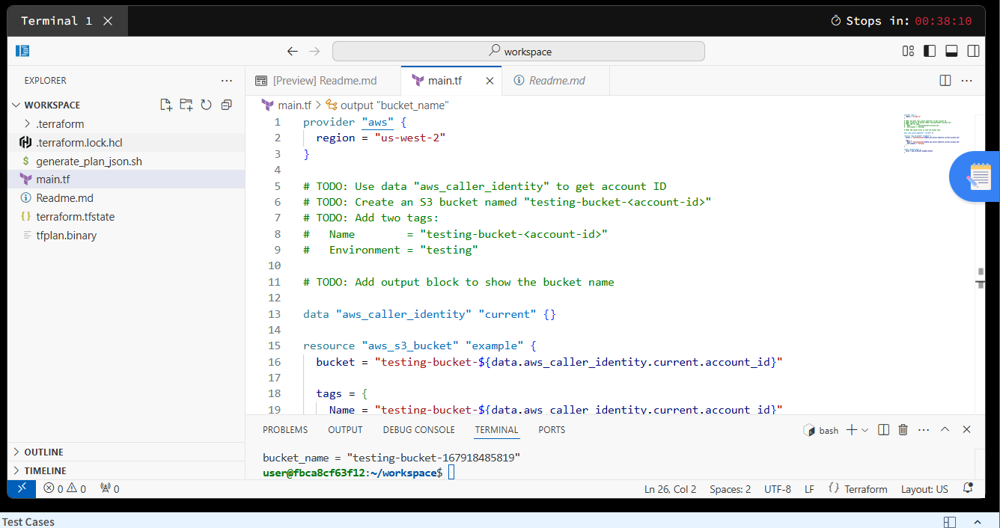 Terminal 1
Stops in: 00:38:10
workspace
EXPLORER
[Preview] Readme.md
main.tf
Readme.md
WORKSPACE
main.tf > output "bucket_name"
.terraform
.terraform.lock.hcl
$ generate_plan_json.sh
main.tf
Readme.md
{} terraform.tfstate
tfplan.binary
1 provider "aws" {
2 region = "us-west-2"
3 }
4
5 # TODO: Use data "aws_caller_identity" to get account ID
6 # TODO: Create an S3 bucket named "testing-bucket-<account-id>"
7 # TODO: Add two tags:
8 #   Name        = "testing-bucket-<account-id>"
9 #   Environment = "testing"
10
11 # TODO: Add output block to show the bucket name
12
13 data "aws_caller_identity" "current" {}
14
15 resource "aws_s3_bucket" "example" {
16 bucket = "testing-bucket-${data.aws_caller_identity.current.account_id}"
17
18 tags = {
19 Name = "testing-bucket-${data.aws_caller_identity.current.account_id}"
OUTLINE
TIMELINE
PROBLEMS
OUTPUT
DEBUG CONSOLE
TERMINAL
PORTS
bash
bucket_name = "testing-bucket-167918485819"
user@fbca8cf63f12:~/workspace$
0 0 0
Ln 26, Col 2
Spaces: 2
UTF-8
LF
{} Terraform
Layout: US
Test Cases